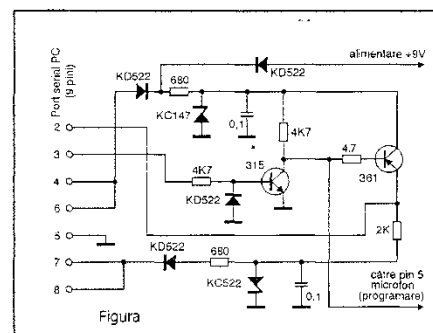 alimentare +9V
KD522
KD522
680
Port serial PC
(9 pini)
KC147
0,1
4K7
2
3
4
6
5
7
8
4K7
315
4.7
361
KD522
2K
KD522
680
KC522
0.1
către pin 5
microfon
(programare)
Figura